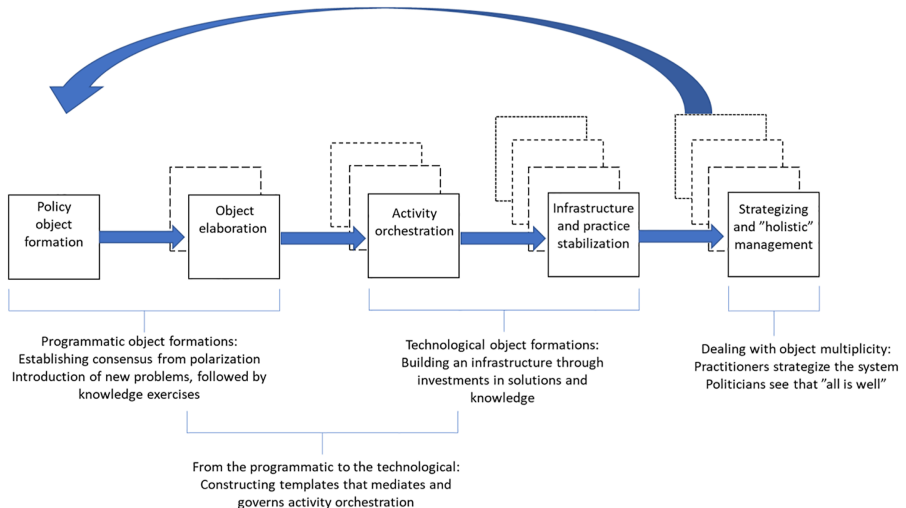 Policy
object
formation
Object
elaboration
Activity
orchestration
Infrastructure
and practice
stabilization
Strategizing
and ”holistic”
management
Programmatic object formations:
Establishing consensus from polarization
Introduction of new problems, followed by
knowledge exercises
Technological object formations:
Building an infrastructure through
investments in solutions and
knowledge
Dealing with object multiplicity:
Practitioners strategize the system
Politicians see that ”all is well”
From the programmatic to the technological:
Constructing templates that mediates and
governs activity orchestration